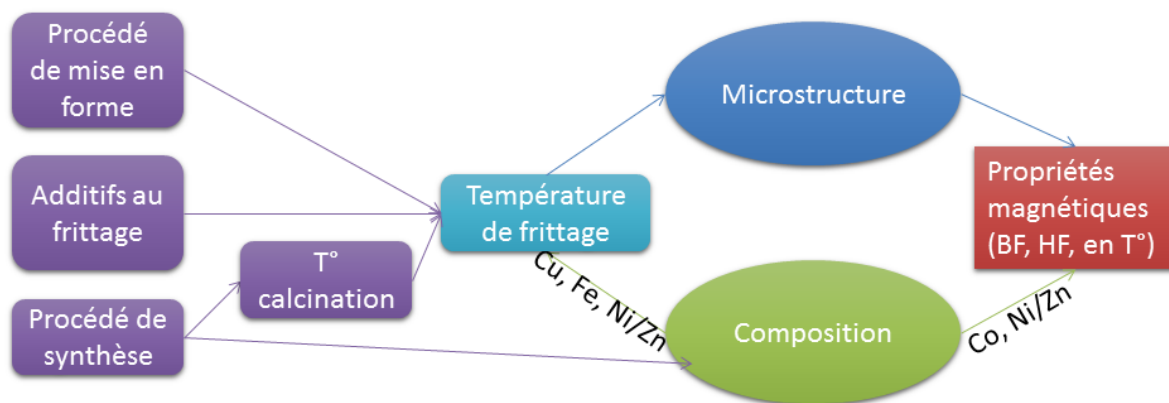 Procédé
de mise en
forme
Additifs au
frittage
Procédé de
synthèse
T°
calcination
Température
de frittage
Cu, Fe, Ni/Zn
Microstructure
Composition
Co, Ni/Zn
Propriétés
magnétiques
(BF, HF, en T°)